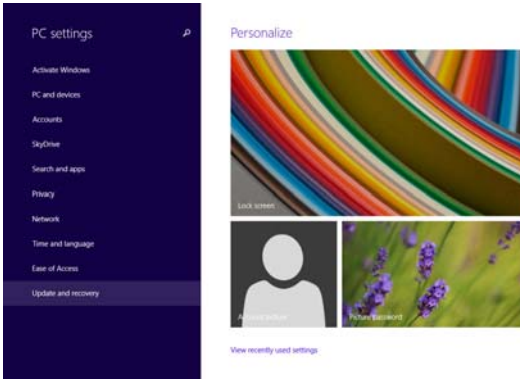 PC settings
Activate Windows
PC and devices
Accounts
SkyDrive
Search and apps
Privacy
Network
Time and language
Ease of Access
Update and recovery
Personalize
Lock screen
Account picture
Picture password
View recently used settings